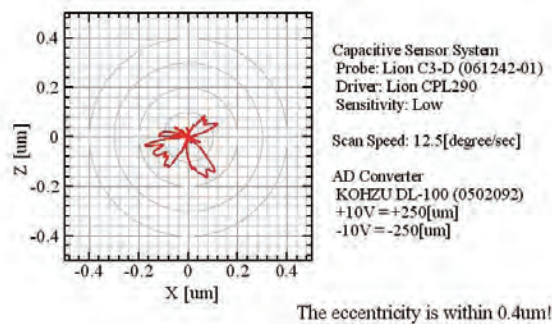 0.4
0.2
0
-0.2
-0.4
Z [um]
-0.4 -0.2 0 0.2 0.4
X [um]
Capacitive Sensor System
Probe: Lion C3-D (061242-01)
Driver: Lion CPL290
Sensitivity: Low
Scan Speed: 12.5[degree/sec]
AD Converter
KOHZU DL-100 (0502092)
+10V=+250[um]
-10V=-250[um]
The eccentricity is within 0.4um!